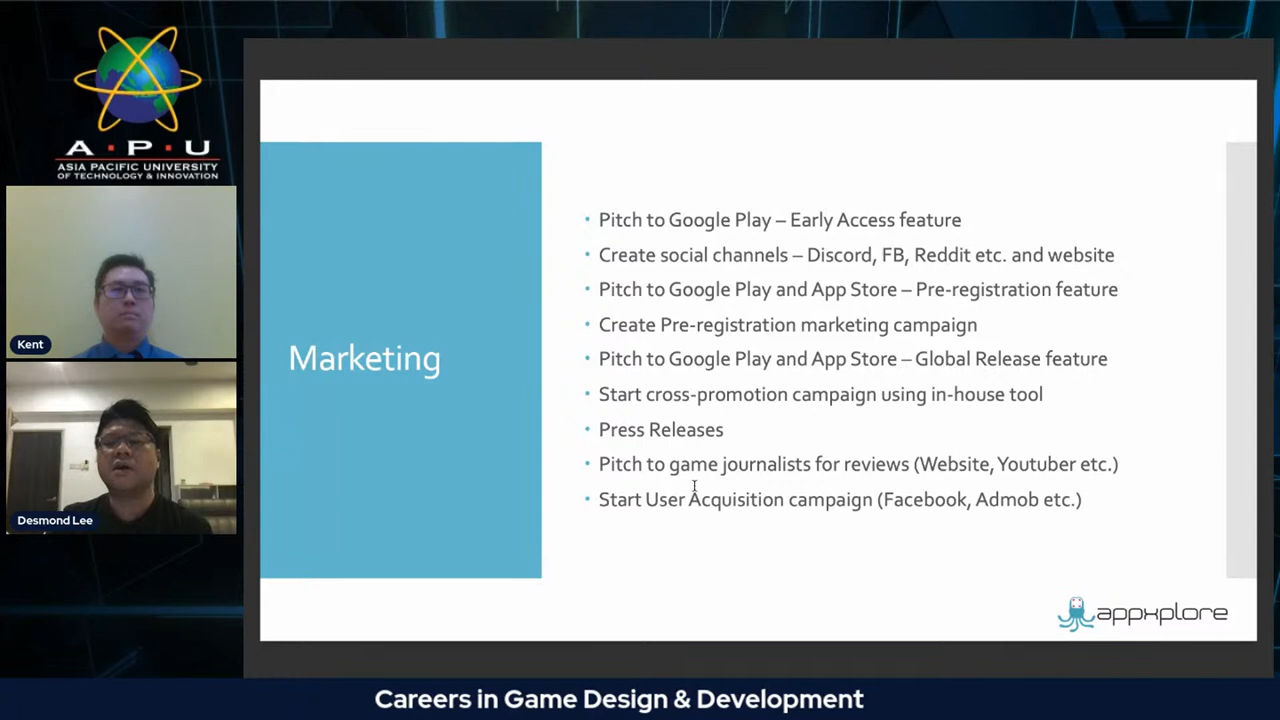 A·P·U
ASIA PACIFIC UNIVERSITY
OF TECHNOLOGY & INNOVATION
Kent
Desmond Lee
Marketing
• Pitch to Google Play – Early Access feature
• Create social channels – Discord, FB, Reddit etc. and website
• Pitch to Google Play and App Store – Pre-registration feature
• Create Pre-registration marketing campaign
• Pitch to Google Play and App Store – Global Release feature
• Start cross-promotion campaign using in-house tool
• Press Releases
• Pitch to game journalists for reviews (Website, Youtuber etc.)
• Start User Acquisition campaign (Facebook, Admob etc.)
appxplore
Careers in Game Design & Development